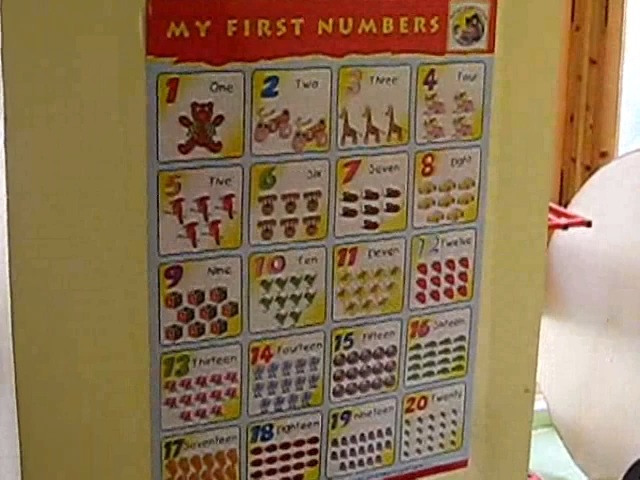 MY FIRST NUMBERS
1 One 2 Two 3 Three 4 Four
5 Five 6 Six 7 Seven 8 Eight
9 Nine 10 Ten 11 Eleven 12 Twelve
13 Thirteen 14 Fourteen 15 Fifteen 16 Sixteen
17 Seventeen 18 Eighteen 19 Nineteen 20 Twenty